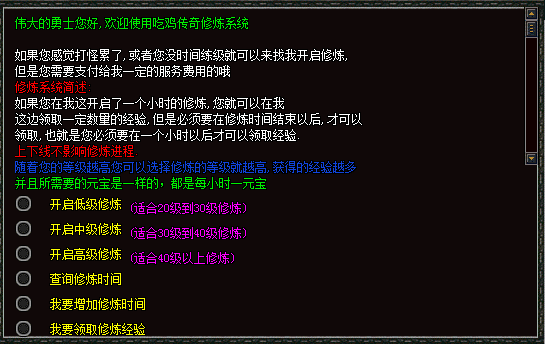 伟大的勇士您好,欢迎使用吃鸡传奇修炼系统
如果您感觉打怪累了,或者您没时间练级就可以来找我开启修炼,
但是您需要支付给我一定的服务费用的哦
修炼系统简述:
如果您在我这开启了一个小时的修炼,您就可以在我
这边领取一定数量的经验,但是必须要在修炼时间结束以后,才可以
领取,也就是您必须要在一个小时以后才可以领取经验.
上下线不影响修炼进程.
随着您的等级越高您可以选择修炼的等级就越高,获得的经验越多
并且所需要的元宝是一样的，都是每小时一元宝
开启低级修炼 (适合20级到30级修炼)
开启中级修炼 (适合30级到40级修炼)
开启高级修炼 (适合40级以上修炼)
查询修炼时间
我要增加修炼时间
我要领取修炼经验